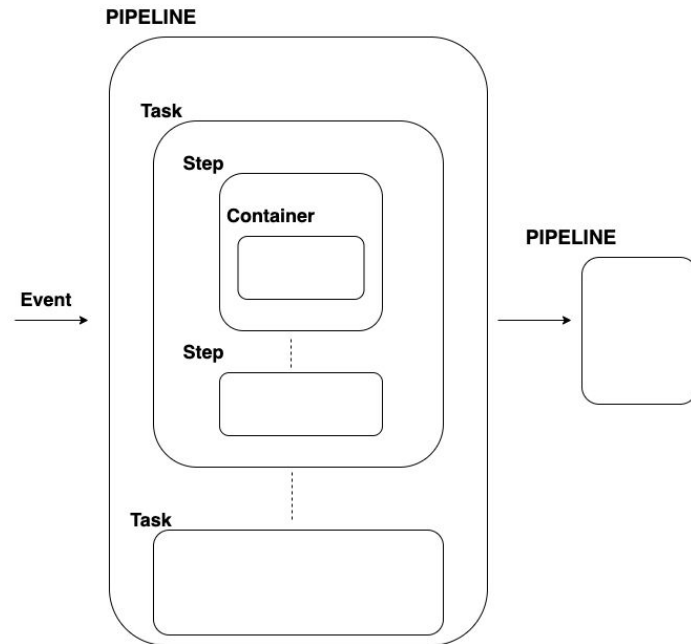 PIPELINE
Task
Step
Container
PIPELINE
Event
Step
Task